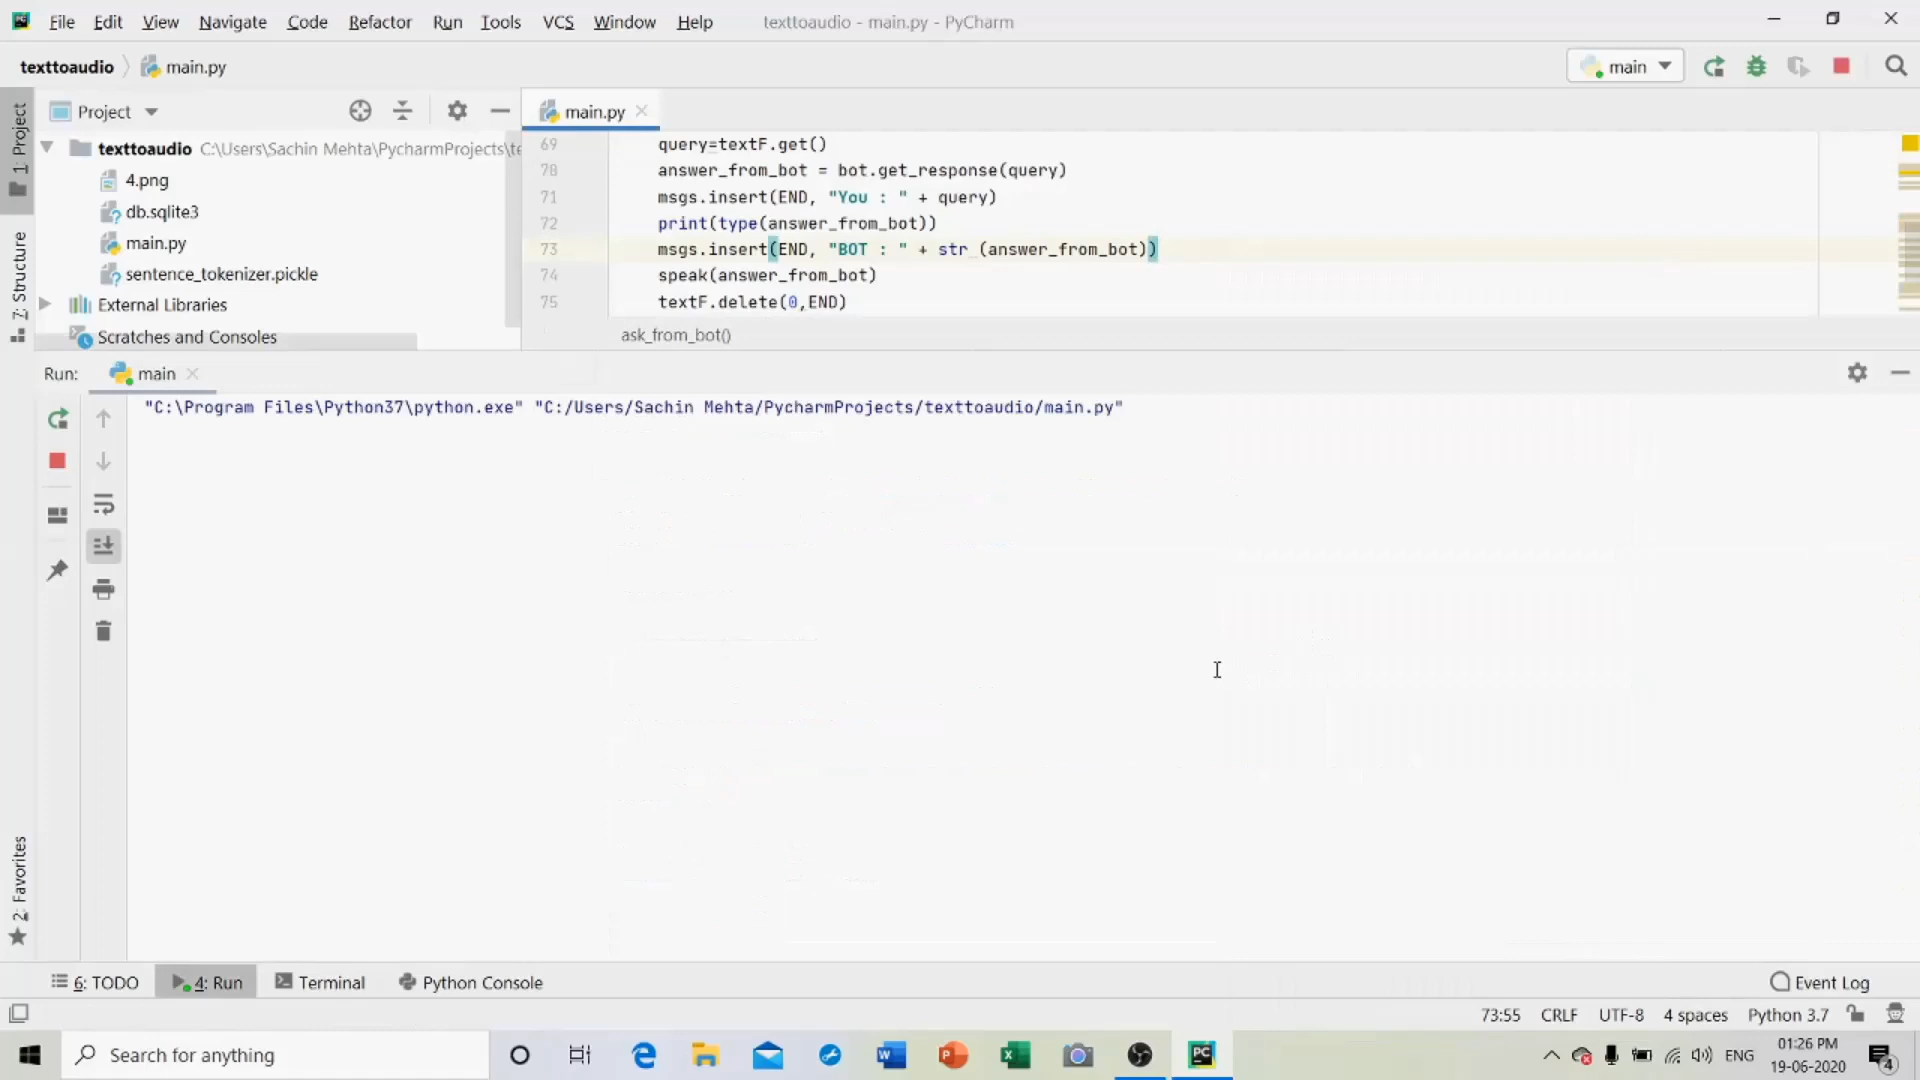 File Edit View Navigate Code Refactor Run Tools VCS Window Help texttoaudio - main.py - PyCharm
texttoaudio main.py main
1: Project
7: Structure
2: Favorites
Project
texttoaudio C:\Users\Sachin Mehta\PycharmProjects\te
4.png
db.sqlite3
main.py
sentence_tokenizer.pickle
External Libraries
Scratches and Consoles
main.py
69 query=textF.get()
70 answer_from_bot = bot.get_response(query)
71 msgs.insert(END, "You : " + query)
72 print(type(answer_from_bot))
73 msgs.insert(END, "BOT : " + str (answer_from_bot))
74 speak(answer_from_bot)
75 textF.delete(0,END)
ask_from_bot()
Run: main
"C:\Program Files\Python37\python.exe" "C:/Users/Sachin Mehta/PycharmProjects/texttoaudio/main.py"
6: TODO 4: Run Terminal Python Console Event Log
73:55 CRLF UTF-8 4 spaces Python 3.7
Search for anything
ENG
01:26 PM
19-06-2020
4